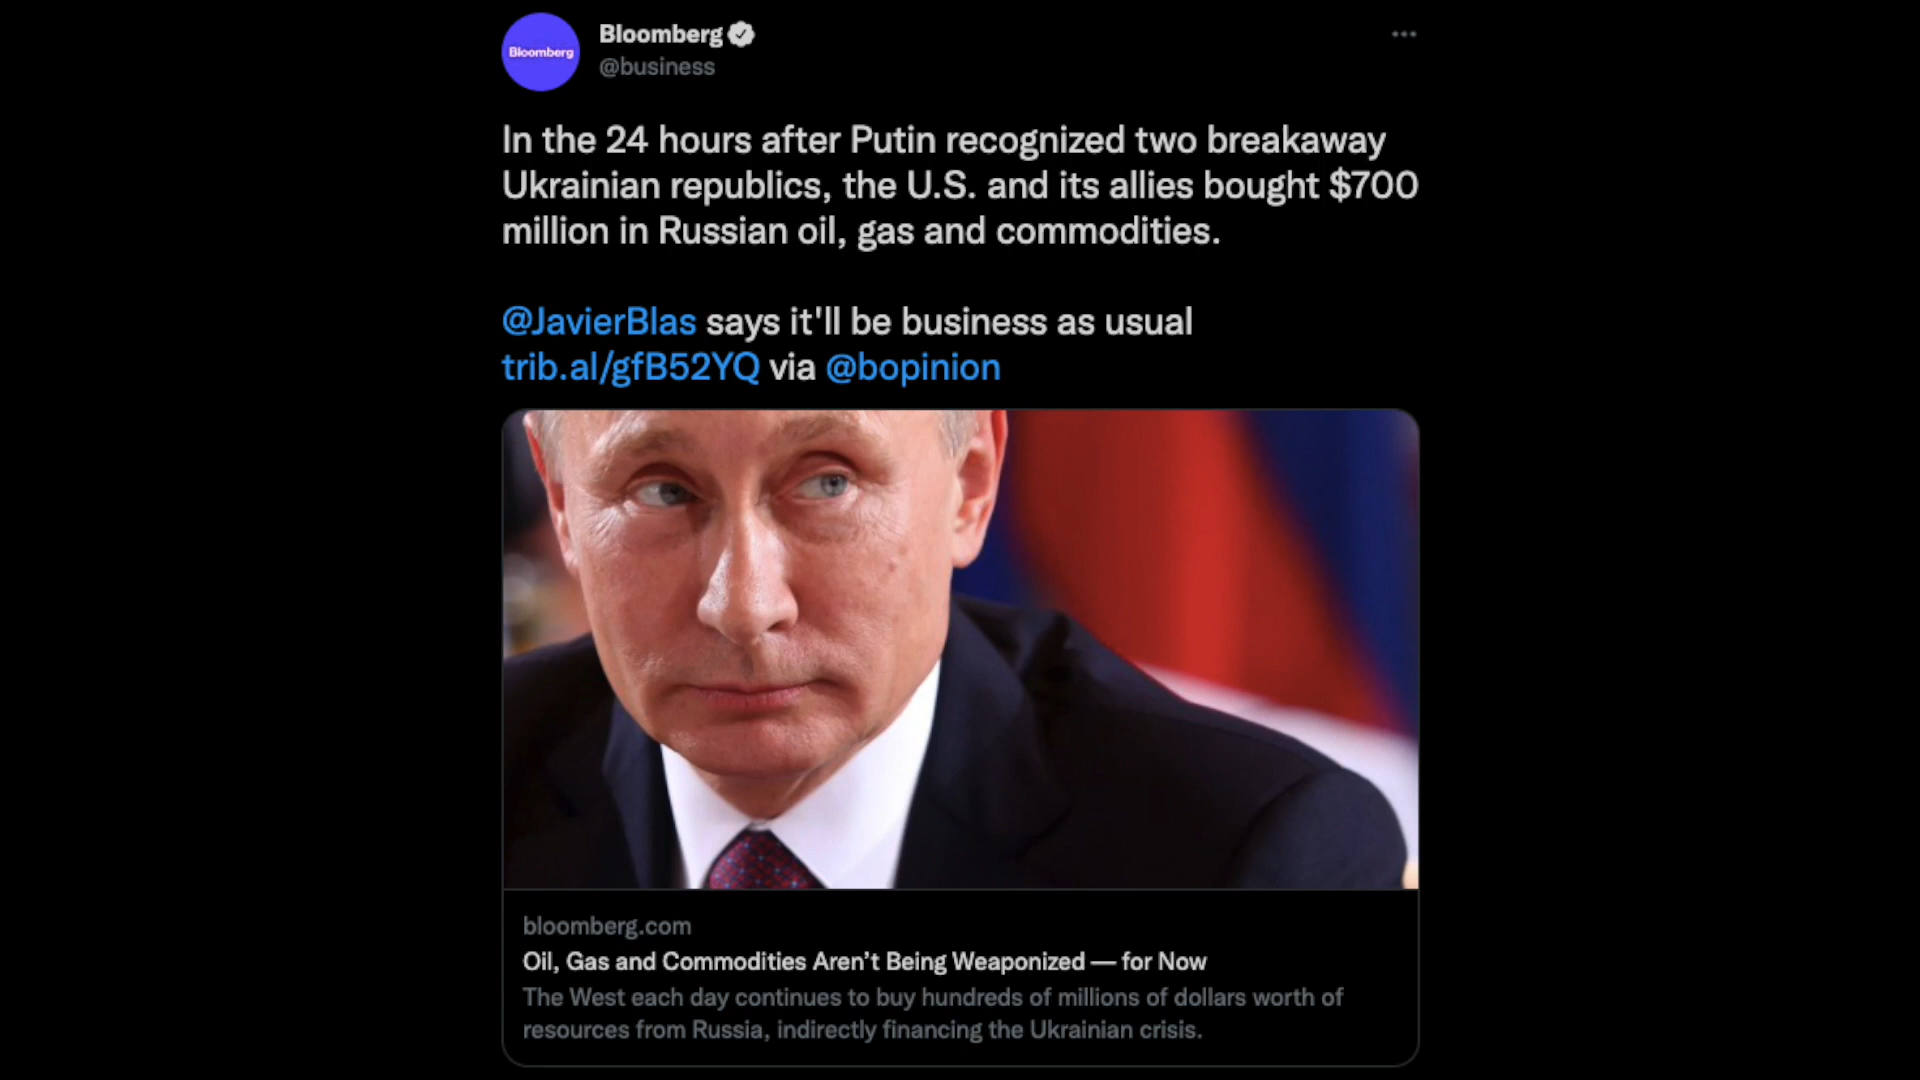 Bloomberg
Bloomberg
@business
In the 24 hours after Putin recognized two breakaway
Ukrainian republics, the U.S. and its allies bought $700
million in Russian oil, gas and commodities.
@JavierBlas says it'll be business as usual
trib.al/gfB52YQ via @bopinion
bloomberg.com
Oil, Gas and Commodities Aren’t Being Weaponized — for Now
The West each day continues to buy hundreds of millions of dollars worth of
resources from Russia, indirectly financing the Ukrainian crisis.